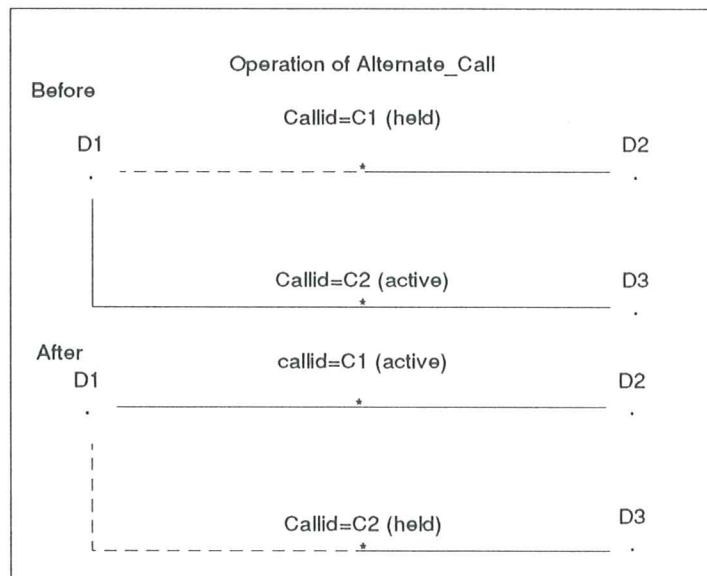 Operation of Alternate_Call
Before
Callid=C1 (held)
D1
D2
*
Callid=C2 (active)
D3
*
After
callid=C1 (active)
D1
D2
*
Callid=C2 (held)
D3
*